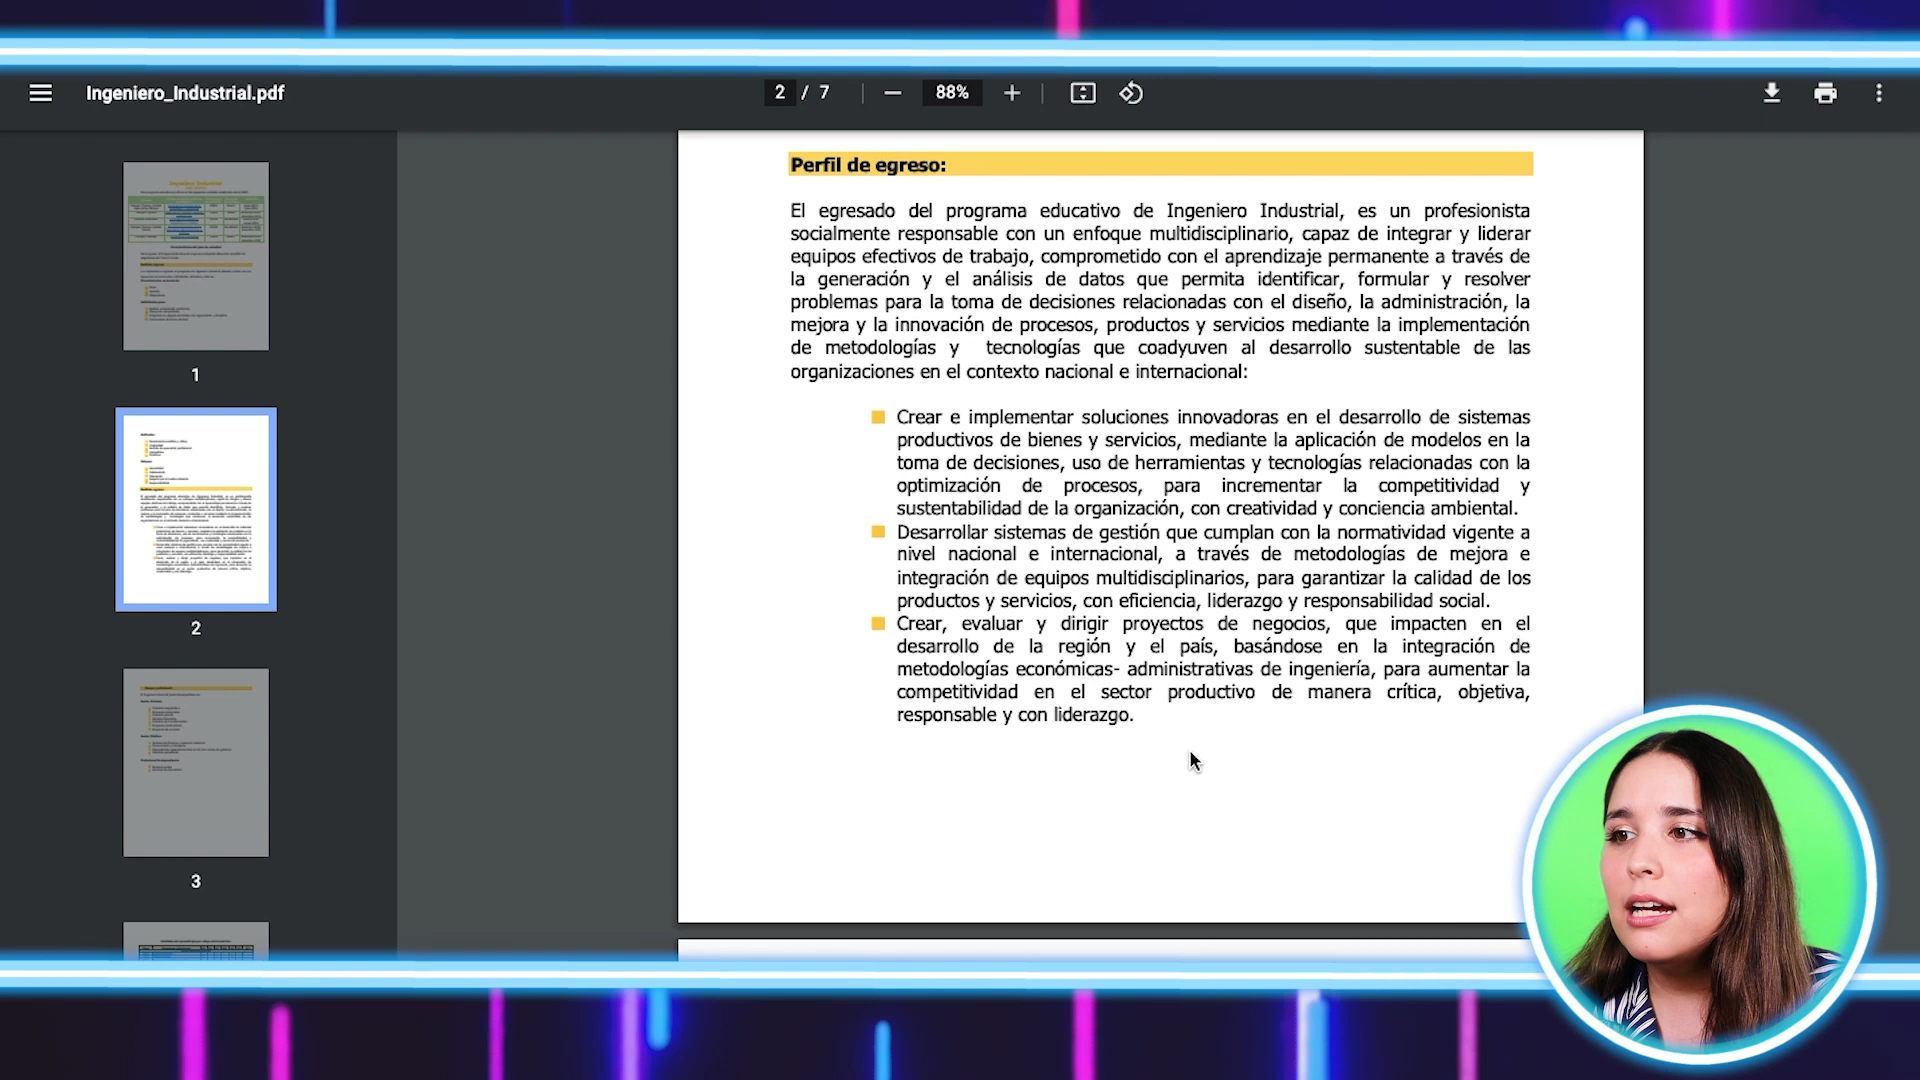 Ingeniero_Industrial.pdf
2 / 7
88%
1
2
3
Perfil de egreso:
El egresado del programa educativo de Ingeniero Industrial, es un profesionista
socialmente responsable con un enfoque multidisciplinario, capaz de integrar y liderar
equipos efectivos de trabajo, comprometido con el aprendizaje permanente a través de
la generación y el análisis de datos que permita identificar, formular y resolver
problemas para la toma de decisiones relacionadas con el diseño, la administración, la
mejora y la innovación de procesos, productos y servicios mediante la implementación
de metodologías y tecnologías que coadyuven al desarrollo sustentable de las
organizaciones en el contexto nacional e internacional:
Crear e implementar soluciones innovadoras en el desarrollo de sistemas
productivos de bienes y servicios, mediante la aplicación de modelos en la
toma de decisiones, uso de herramientas y tecnologías relacionadas con la
optimización de procesos, para incrementar la competitividad y
sustentabilidad de la organización, con creatividad y conciencia ambiental.
Desarrollar sistemas de gestión que cumplan con la normatividad vigente a
nivel nacional e internacional, a través de metodologías de mejora e
integración de equipos multidisciplinarios, para garantizar la calidad de los
productos y servicios, con eficiencia, liderazgo y responsabilidad social.
Crear, evaluar y dirigir proyectos de negocios, que impacten en el
desarrollo de la región y el país, basándose en la integración de
metodologías económicas- administrativas de ingeniería, para aumentar la
competitividad en el sector productivo de manera crítica, objetiva,
responsable y con liderazgo.